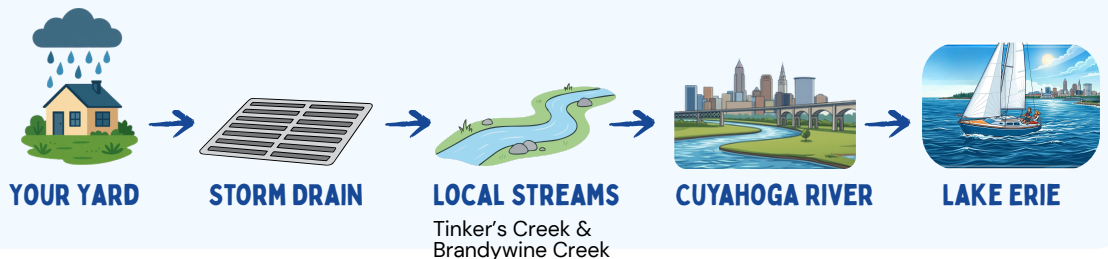 YOUR YARD
STORM DRAIN
LOCAL STREAMS
Tinker's Creek &
Brandywine Creek
CUYAHOGA RIVER
LAKE ERIE